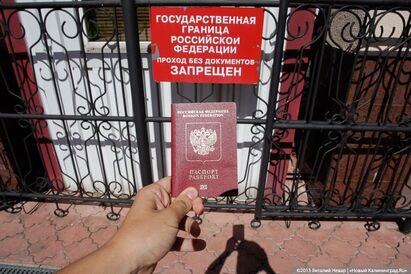 ГОСУДАРСТВЕННАЯ
ГРАНИЦА
РОССИЙСКОЙ
ФЕДЕРАЦИИ
ПРОХОД БЕЗ ДОКУМЕНТОВ
ЗАПРЕЩЕН
РОССИЙСКАЯ ФЕДЕРАЦИЯ
RUSSIAN FEDERATION
ПАСПОРТ
PASSPORT
©2015 Виталий Невар | «Новый Калининград.Ru»